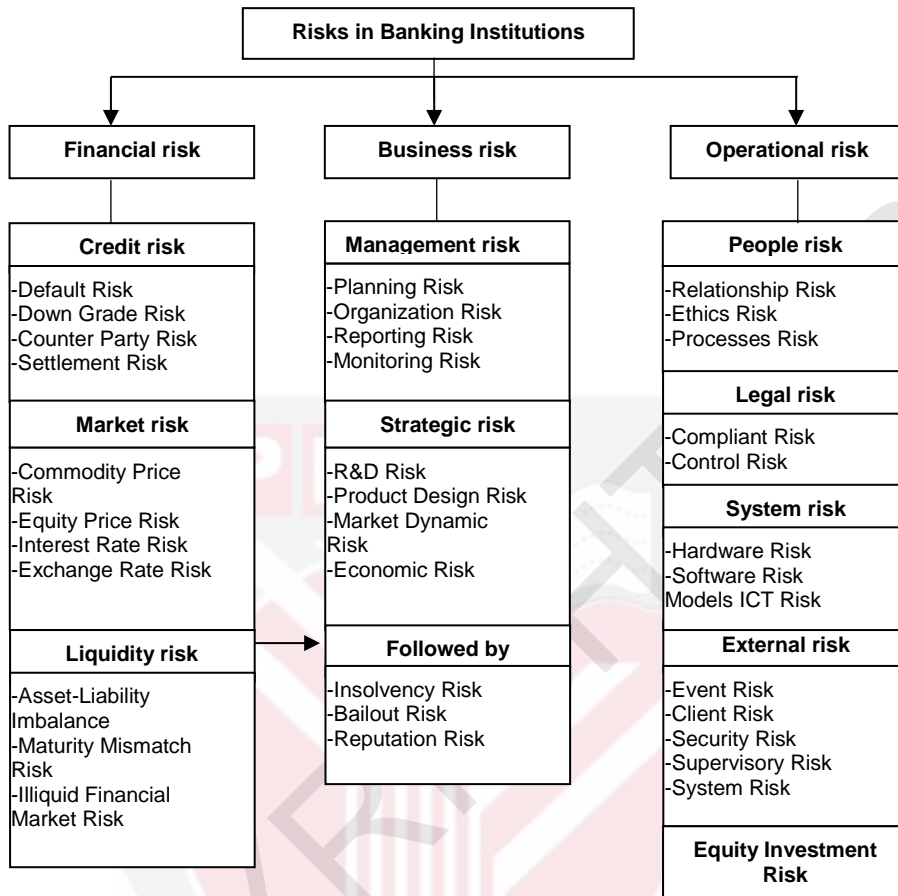 Risks in Banking Institutions
Financial risk
Business risk
Operational risk
Credit risk
-Default Risk
-Down Grade Risk
-Counter Party Risk
-Settlement Risk
Market risk
-Commodity Price
Risk
-Equity Price Risk
-Interest Rate Risk
-Exchange Rate Risk
Liquidity risk
-Asset-Liability
Imbalance
-Maturity Mismatch
Risk
-Illiquid Financial
Market Risk
Management risk
-Planning Risk
-Organization Risk
-Reporting Risk
-Monitoring Risk
Strategic risk
-R&D Risk
-Product Design Risk
-Market Dynamic
Risk
-Economic Risk
Followed by
-Insolvency Risk
-Bailout Risk
-Reputation Risk
People risk
-Relationship Risk
-Ethics Risk
-Processes Risk
Legal risk
-Compliant Risk
-Control Risk
System risk
-Hardware Risk
-Software Risk
Models ICT Risk
External risk
-Event Risk
-Client Risk
-Security Risk
-Supervisory Risk
-System Risk
Equity Investment
Risk